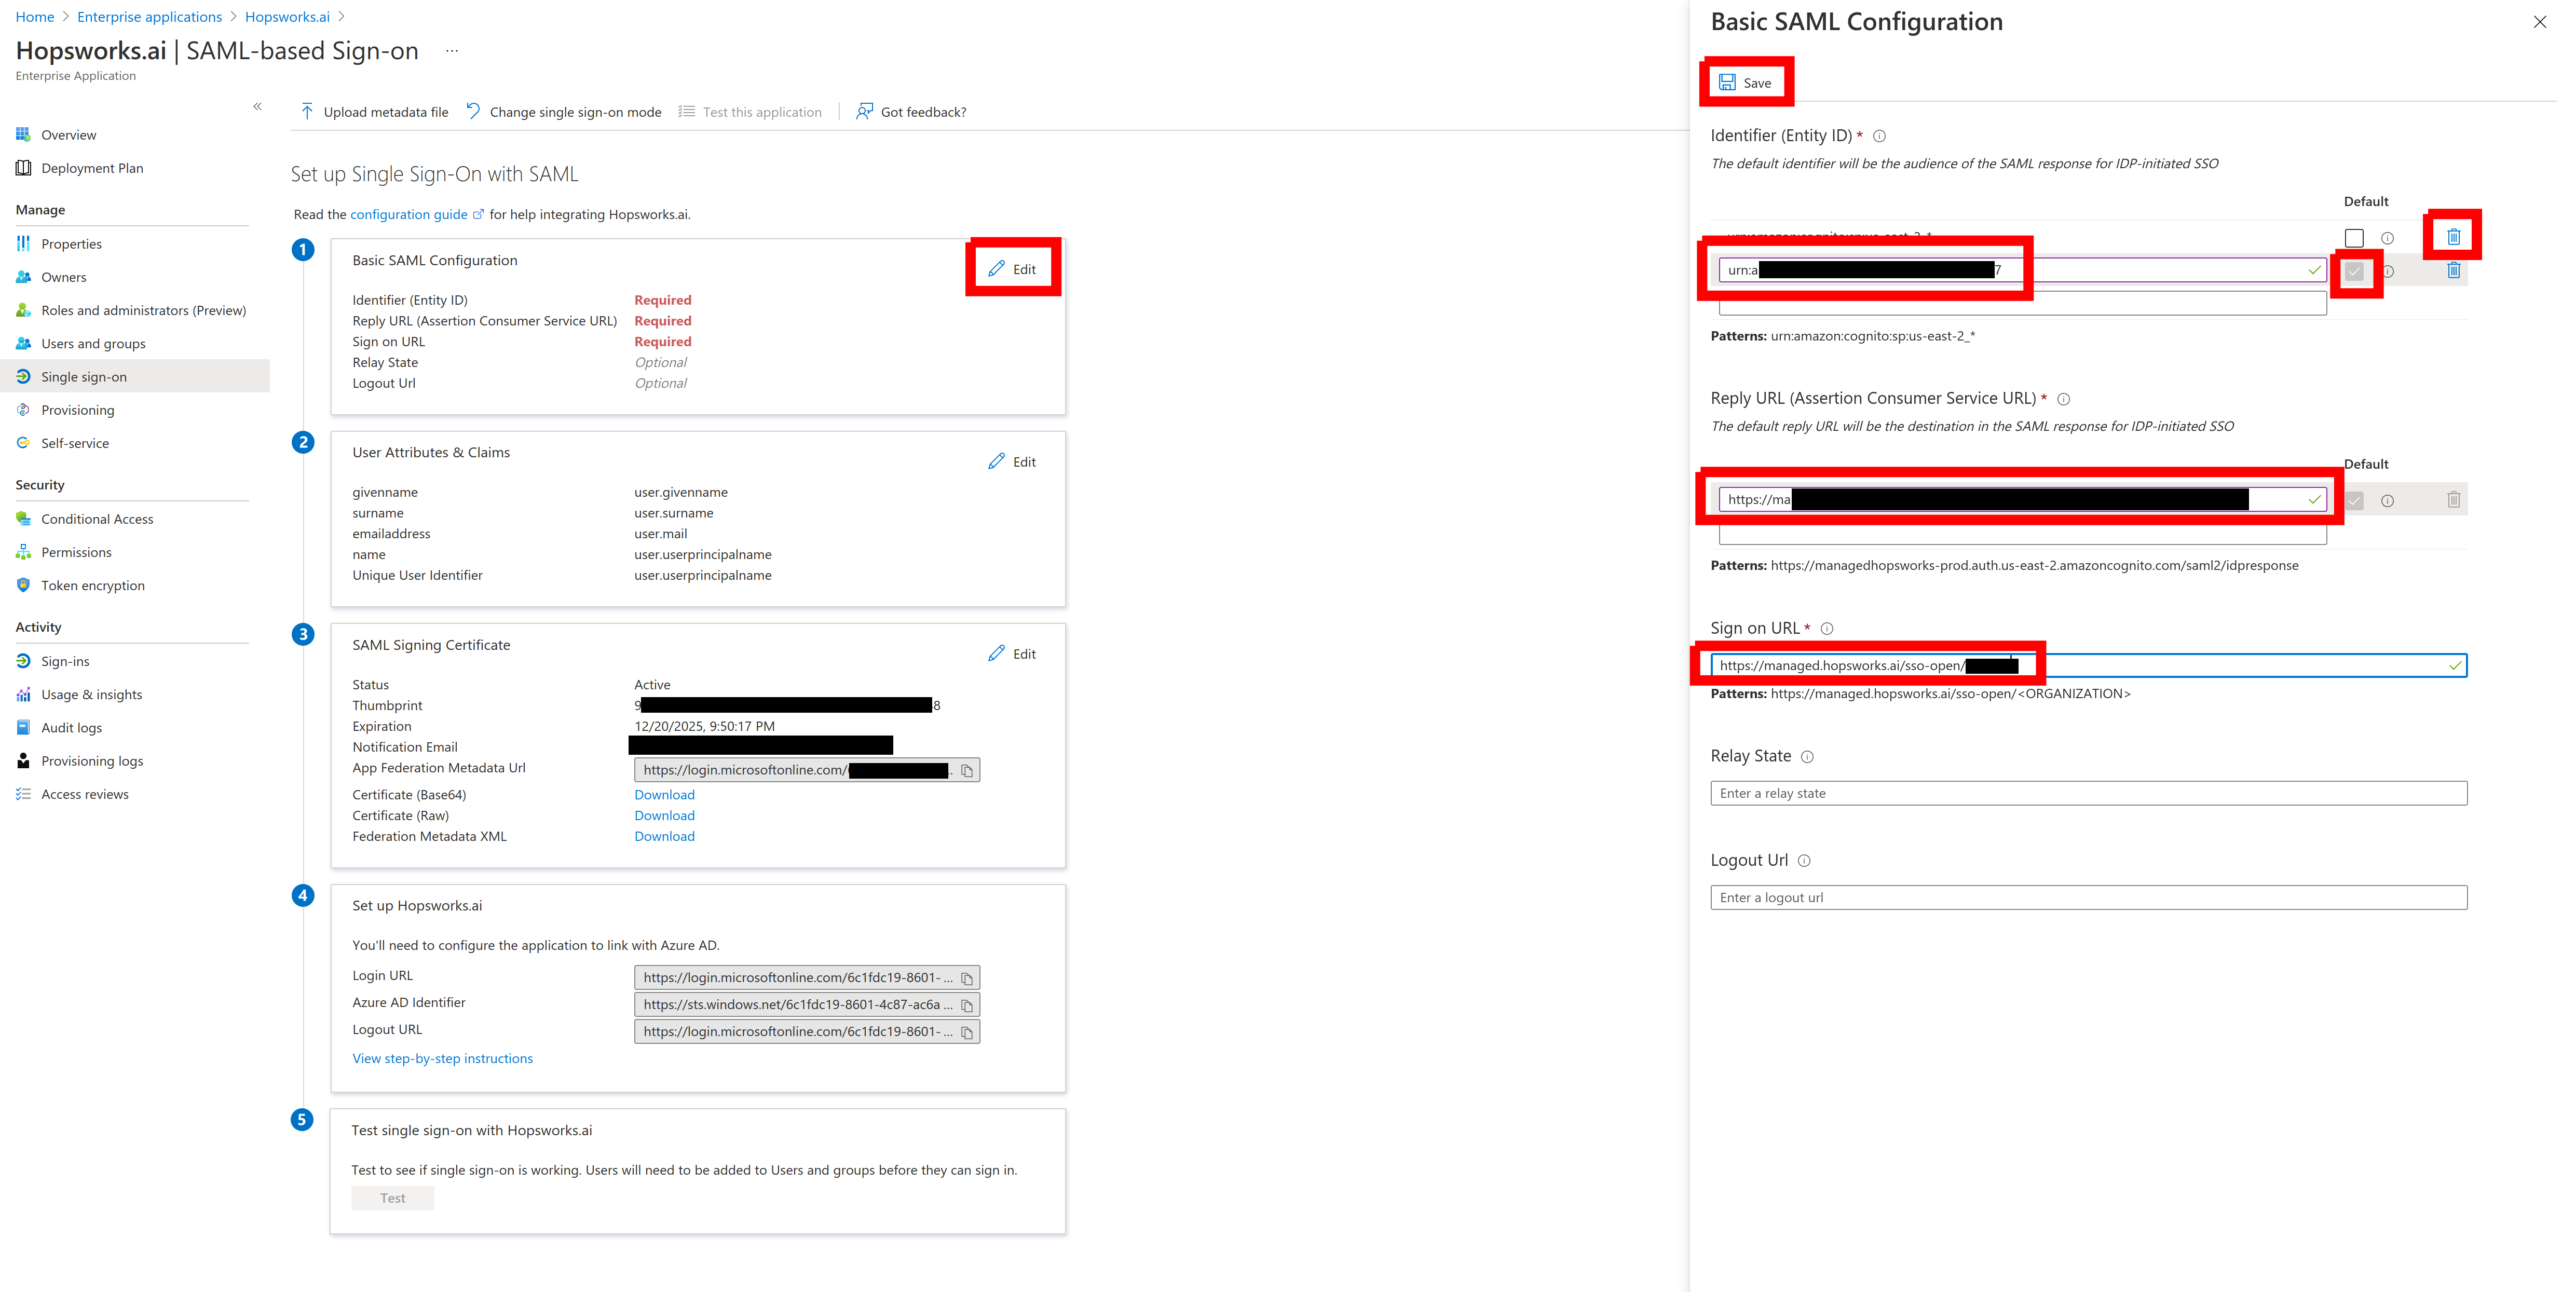 Home > Enterprise applications > Hopsworks.ai >
Hopsworks.ai | SAML-based Sign-on ...
Enterprise Application
«
Overview
Deployment Plan
Manage
Properties
Owners
Roles and administrators (Preview)
Users and groups
Single sign-on
Provisioning
Self-service
Security
Conditional Access
Permissions
Token encryption
Activity
Sign-ins
Usage & insights
Audit logs
Provisioning logs
Access reviews
Upload metadata file Change single sign-on mode Test this application Got feedback?
Set up Single Sign-On with SAML
Read the configuration guide for help integrating Hopsworks.ai.
1
Basic SAML Configuration
Edit
Identifier (Entity ID) Required
Reply URL (Assertion Consumer Service URL) Required
Sign on URL Required
Relay State Optional
Logout Url Optional
2
User Attributes & Claims
Edit
givenname user.givenname
surname user.surname
emailaddress user.mail
name user.userprincipalname
Unique User Identifier user.userprincipalname
3
SAML Signing Certificate
Edit
Status Active
Thumbprint 9 8
Expiration 12/20/2025, 9:50:17 PM
Notification Email
App Federation Metadata Url https://login.microsoftonline.com/ .
Certificate (Base64) Download
Certificate (Raw) Download
Federation Metadata XML Download
4
Set up Hopsworks.ai
You'll need to configure the application to link with Azure AD.
Login URL https://login.microsoftonline.com/6c1fdc19-8601- ...
Azure AD Identifier https://sts.windows.net/6c1fdc19-8601-4c87-ac6a ...
Logout URL https://login.microsoftonline.com/6c1fdc19-8601- ...
View step-by-step instructions
5
Test single sign-on with Hopsworks.ai
Test to see if single sign-on is working. Users will need to be added to Users and groups before they can sign in.
Test
Basic SAML Configuration
Save
Identifier (Entity ID) *
The default identifier will be the audience of the SAML response for IDP-initiated SSO
Default
urn:a 7
Patterns: urn:amazon:cognito:sp:us-east-2_*
Reply URL (Assertion Consumer Service URL) *
The default reply URL will be the destination in the SAML response for IDP-initiated SSO
Default
https://ma
Patterns: https://managedhopsworks-prod.auth.us-east-2.amazoncognito.com/saml2/idpresponse
Sign on URL *
https://managed.hopsworks.ai/sso-open/
Patterns: https://managed.hopsworks.ai/sso-open/<ORGANIZATION>
Relay State
Enter a relay state
Logout Url
Enter a logout url